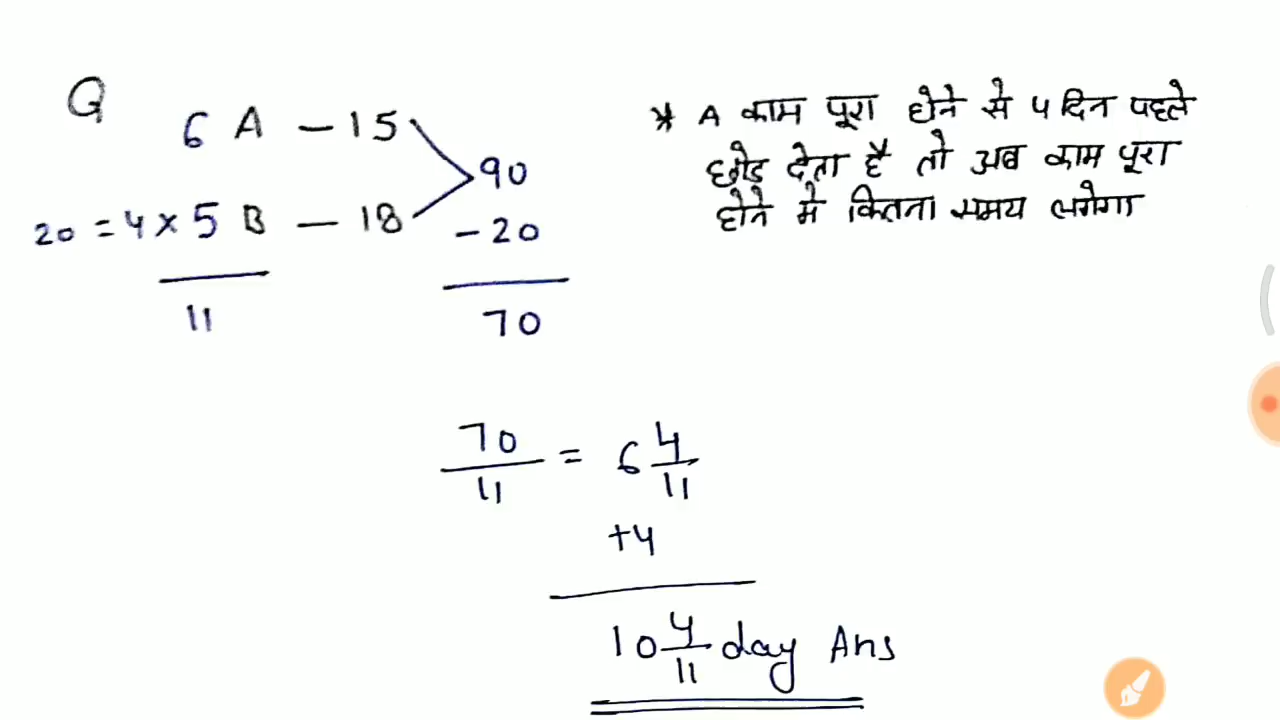 Q
6 A — 15
90
20 = 4 × 5 B — 18
- 20
11
70
* A काम पूरा होने से 4 दिन पहले
छोड़ देता है तो अब काम पूरा
होने मे कितना समय लगेगा
70/11 = 6 4/11
+4
10 4/11 day Ans